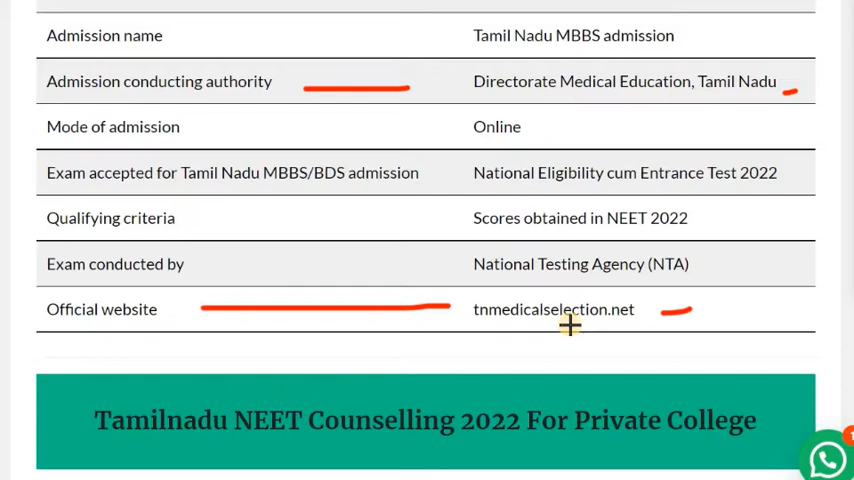 Admission name Tamil Nadu MBBS admission
Admission conducting authority Directorate Medical Education, Tamil Nadu
Mode of admission Online
Exam accepted for Tamil Nadu MBBS/BDS admission National Eligibility cum Entrance Test 2022
Qualifying criteria Scores obtained in NEET 2022
Exam conducted by National Testing Agency (NTA)
Official website tnmedicalselection.net
Tamilnadu NEET Counselling 2022 For Private College